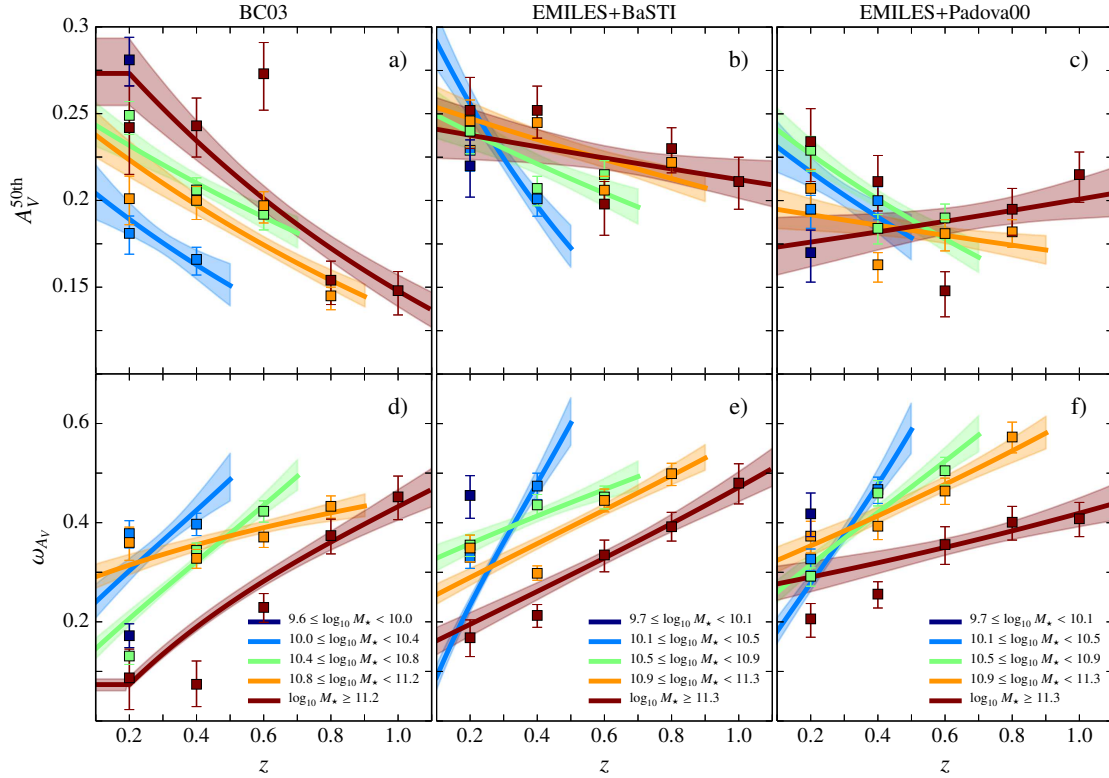 BC03
EMILES+BaSTI
EMILES+Padova00
0.3
0.25
0.2
0.15
A_V^{50th}
a)
b)
c)
0.6
0.4
0.2
0.0
ω_{A_V}
d)
e)
f)
9.6 ≤ log₁₀ M⋆ < 10.0
10.0 ≤ log₁₀ M⋆ < 10.4
10.4 ≤ log₁₀ M⋆ < 10.8
10.8 ≤ log₁₀ M⋆ < 11.2
log₁₀ M⋆ ≥ 11.2
9.7 ≤ log₁₀ M⋆ < 10.1
10.1 ≤ log₁₀ M⋆ < 10.5
10.5 ≤ log₁₀ M⋆ < 10.9
10.9 ≤ log₁₀ M⋆ < 11.3
log₁₀ M⋆ ≥ 11.3
9.7 ≤ log₁₀ M⋆ < 10.1
10.1 ≤ log₁₀ M⋆ < 10.5
10.5 ≤ log₁₀ M⋆ < 10.9
10.9 ≤ log₁₀ M⋆ < 11.3
log₁₀ M⋆ ≥ 11.3
0.2 0.4 0.6 0.8 1.0
0.2 0.4 0.6 0.8 1.0
0.2 0.4 0.6 0.8 1.0
z
z
z